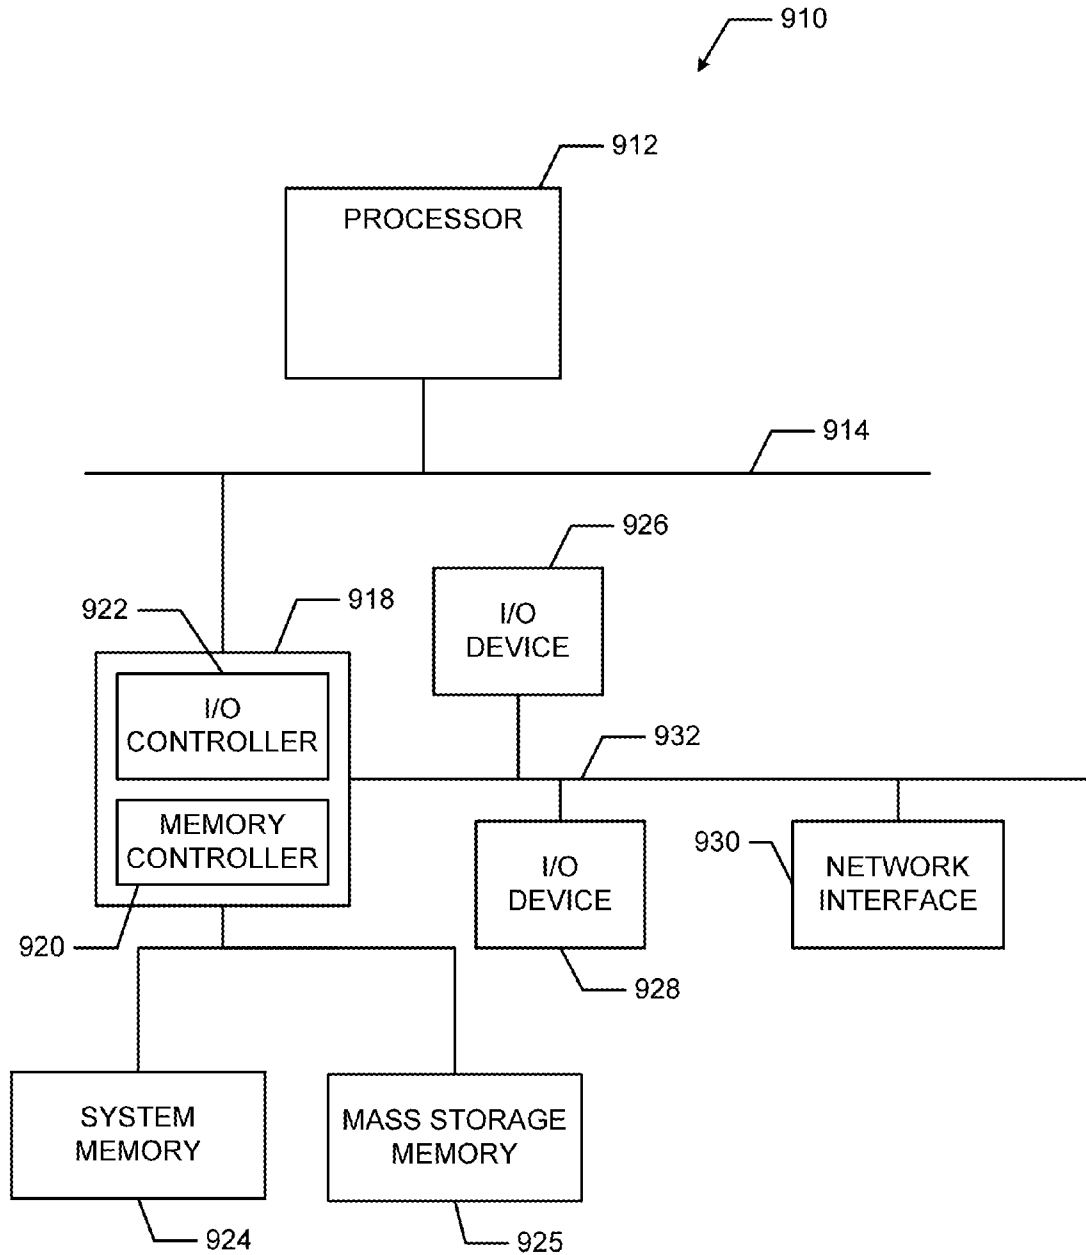 910
912
PROCESSOR
914
926
I/O
DEVICE
922
918
I/O
CONTROLLER
932
MEMORY
CONTROLLER
I/O
DEVICE
930
NETWORK
INTERFACE
920
928
SYSTEM
MEMORY
MASS STORAGE
MEMORY
924
925